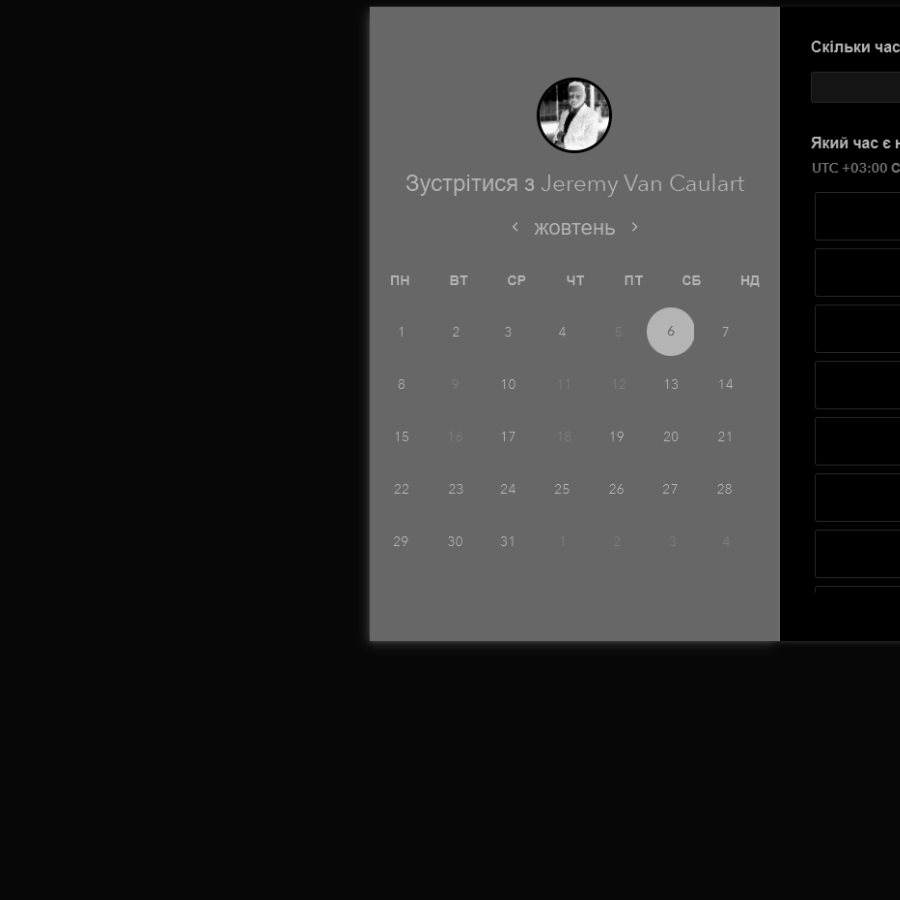 Зустрітися з Jeremy Van Caulart
жовтень
ПН ВТ СР ЧТ ПТ СБ НД
1 2 3 4 5 6 7
8 9 10 11 12 13 14
15 16 17 18 19 20 21
22 23 24 25 26 27 28
29 30 31 1 2 3 4
Скільки час
Який час є
UTC +03:00